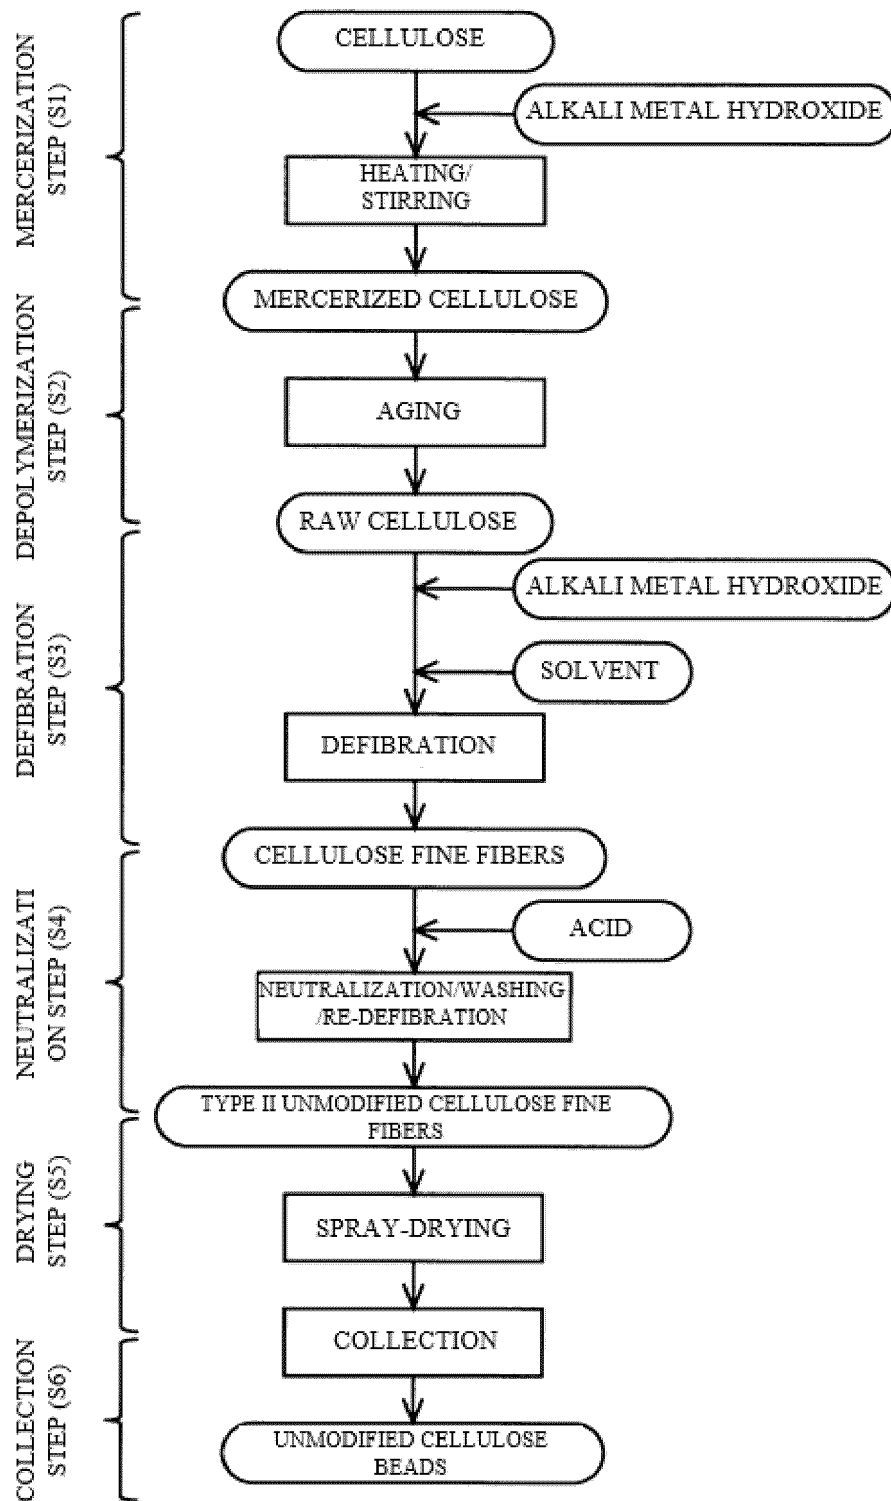 MERCERIZATION
STEP (S1)
CELLULOSE
ALKALI METAL HYDROXIDE
HEATING/
STIRRING
MERCERIZED CELLULOSE
DEPOLYMERIZATION
STEP (S2)
AGING
RAW CELLULOSE
DEFIBRATION
STEP (S3)
ALKALI METAL HYDROXIDE
SOLVENT
DEFIBRATION
CELLULOSE FINE FIBERS
NEUTRALIZATI
ON STEP (S4)
ACID
NEUTRALIZATION/WASHING
/RE-DEFIBRATION
TYPE II UNMODIFIED CELLULOSE FINE
FIBERS
DRYING
STEP (S5)
SPRAY-DRYING
COLLECTION
COLLECTION
STEP (S6)
UNMODIFIED CELLULOSE
BEADS